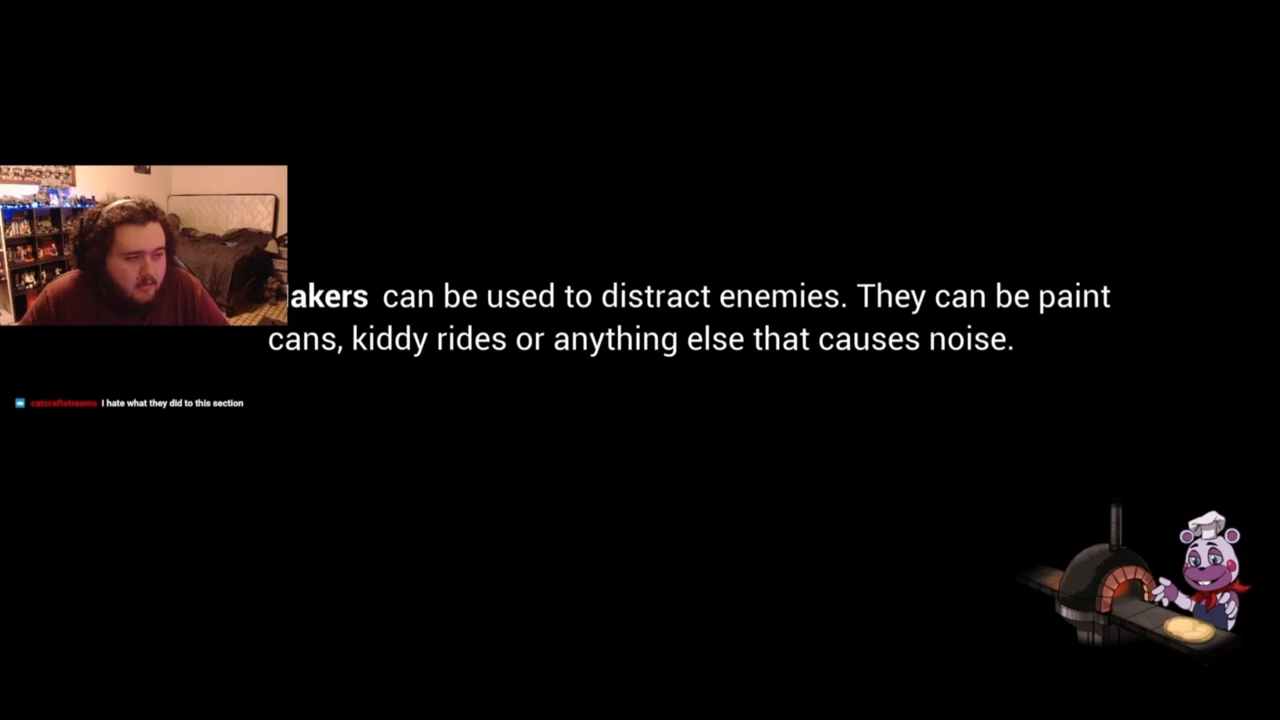 akers can be used to distract enemies. They can be paint
cans, kiddy rides or anything else that causes noise.
catcraftstreams I hate what they did to this section